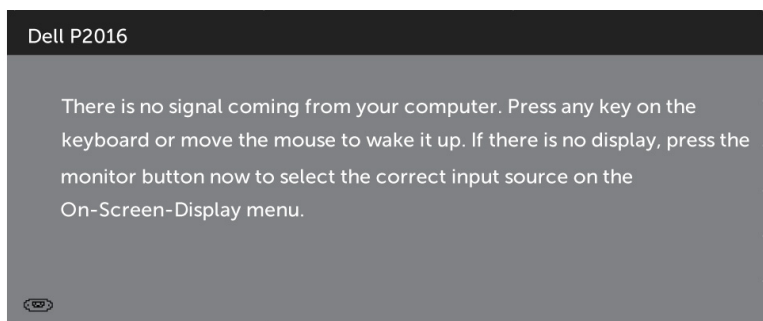 Dell P2016
There is no signal coming from your computer. Press any key on the
keyboard or move the mouse to wake it up. If there is no display, press the
monitor button now to select the correct input source on the
On-Screen-Display menu.